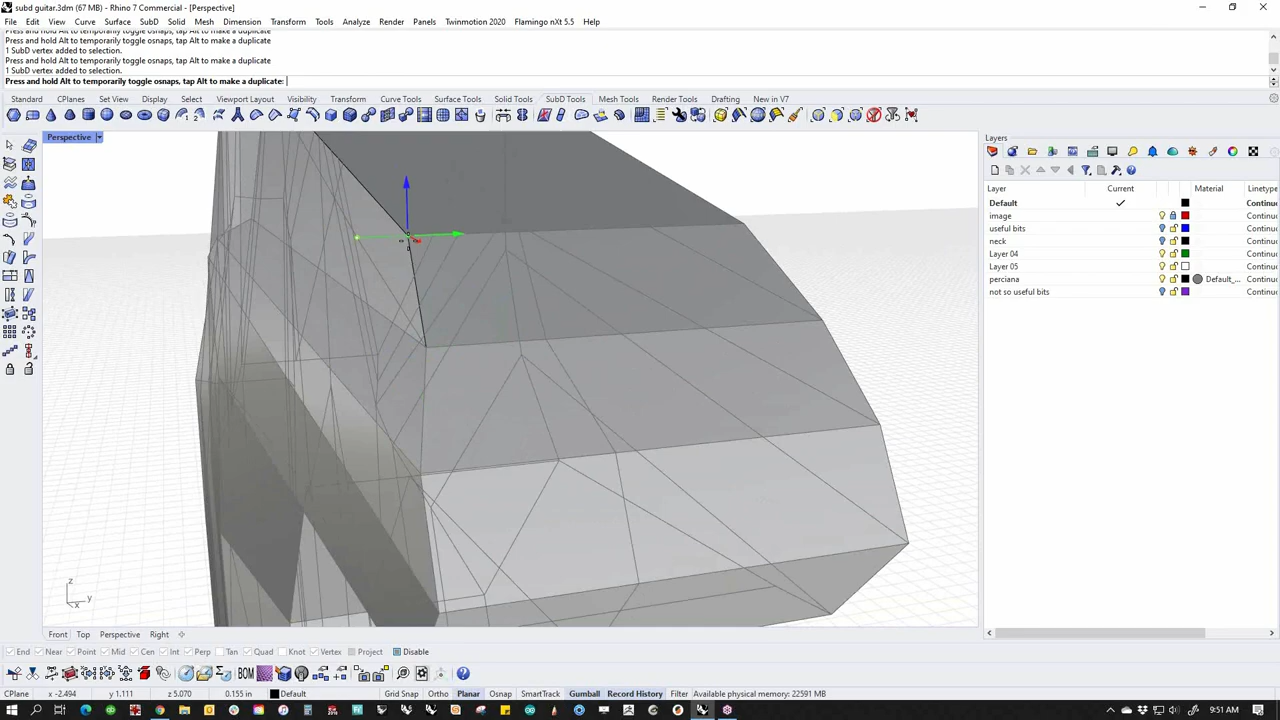 subd guitar.3dm (67 MB) - Rhino 7 Commercial - [Perspective]
File Edit View Curve Surface SubD Solid Mesh Dimension Transform Tools Analyze Render Panels Twinmotion 2020 Flamingo nXt 5.5 Help
Press and hold Alt to temporarily toggle osnaps, tap Alt to make a duplicate
Press and hold Alt to temporarily toggle osnaps, tap Alt to make a duplicate
1 SubD vertex added to selection.
Press and hold Alt to temporarily toggle osnaps, tap Alt to make a duplicate
1 SubD vertex added to selection.
Press and hold Alt to temporarily toggle osnaps, tap Alt to make a duplicate:
Standard CPlanes Set View Display Select Viewport Layout Visibility Transform Curve Tools Surface Tools Solid Tools SubD Tools Mesh Tools Render Tools Drafting New in V7
Perspective
Layers
Layer Current Material Linetype
Default Continuc
image Continuc
useful bits Continuc
neck Continuc
Layer 04 Continuc
Layer 05 Continuc
perciana Default_... Continuc
not so useful bits Continuc
z
y
x
Front Top Perspective Right
End Near Point Mid Cen Int Perp Tan Quad Knot Vertex Project Disable
BOM
CPlane x -2.494 y 1.111 z 5.070 0.155 in Default Grid Snap Ortho Planar Osnap SmartTrack Gumball Record History Filter Available physical memory: 22591 MB
9:51 AM